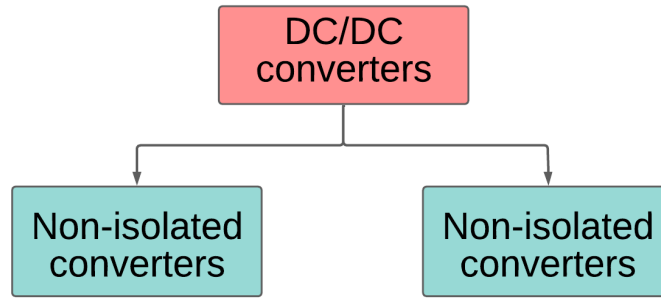 DC/DC
converters
Non-isolated
converters
Non-isolated
converters